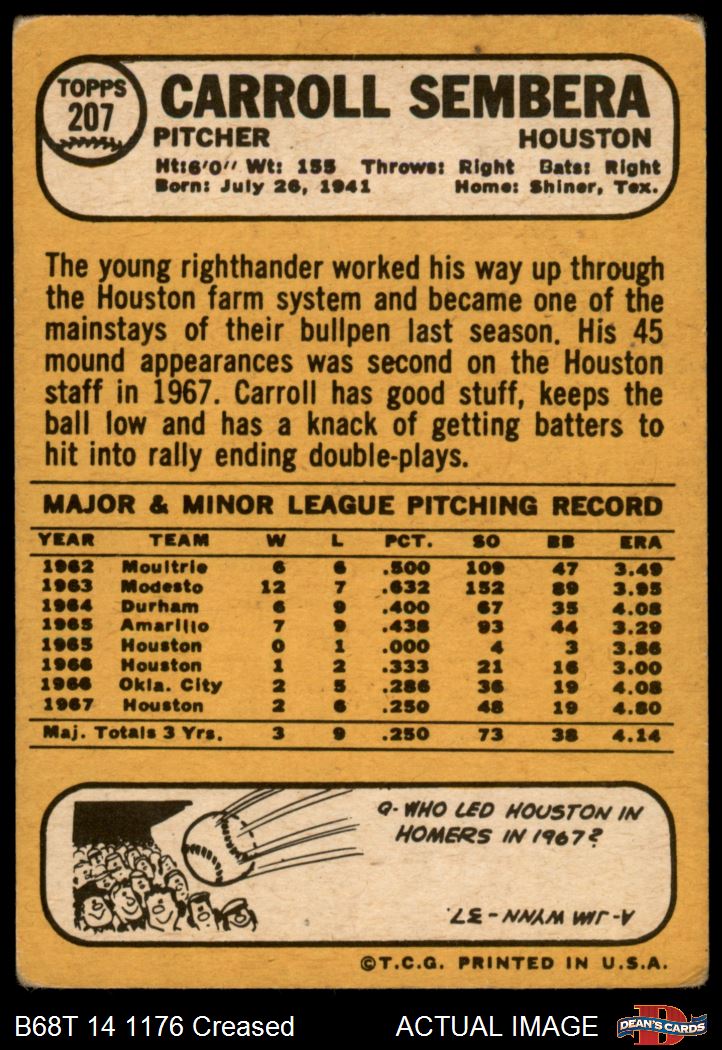 TOPPS
207
CARROLL SEMBERA
PITCHER HOUSTON
Ht:6'0" Wt: 155 Throws: Right Bats: Right
Born: July 26, 1941 Home: Shiner, Tex.
The young righthander worked his way up through
the Houston farm system and became one of the
mainstays of their bullpen last season. His 45
mound appearances was second on the Houston
staff in 1967. Carroll has good stuff, keeps the
ball low and has a knack of getting batters to
hit into rally ending double-plays.
MAJOR & MINOR LEAGUE PITCHING RECORD
YEAR TEAM W L PCT. SO BB ERA
1962 Moultrie 6 6 .500 109 47 3.49
1963 Modesto 12 7 .632 152 89 3.95
1964 Durham 6 9 .400 67 35 4.08
1965 Amarillo 7 9 .438 93 44 3.29
1965 Houston 0 1 .000 4 3 3.86
1966 Houston 1 2 .333 21 16 3.00
1966 Okla. City 2 5 .286 36 19 4.08
1967 Houston 2 6 .250 48 19 4.80
Maj. Totals 3 Yrs. 3 9 .250 73 38 4.14
Q-WHO LED HOUSTON IN
HOMERS IN 1967?
A-JIM WYNN-37.
©T.C.G. PRINTED IN U.S.A.
B68T 14 1176 Creased ACTUAL IMAGE
D
DEAN'S CARDS